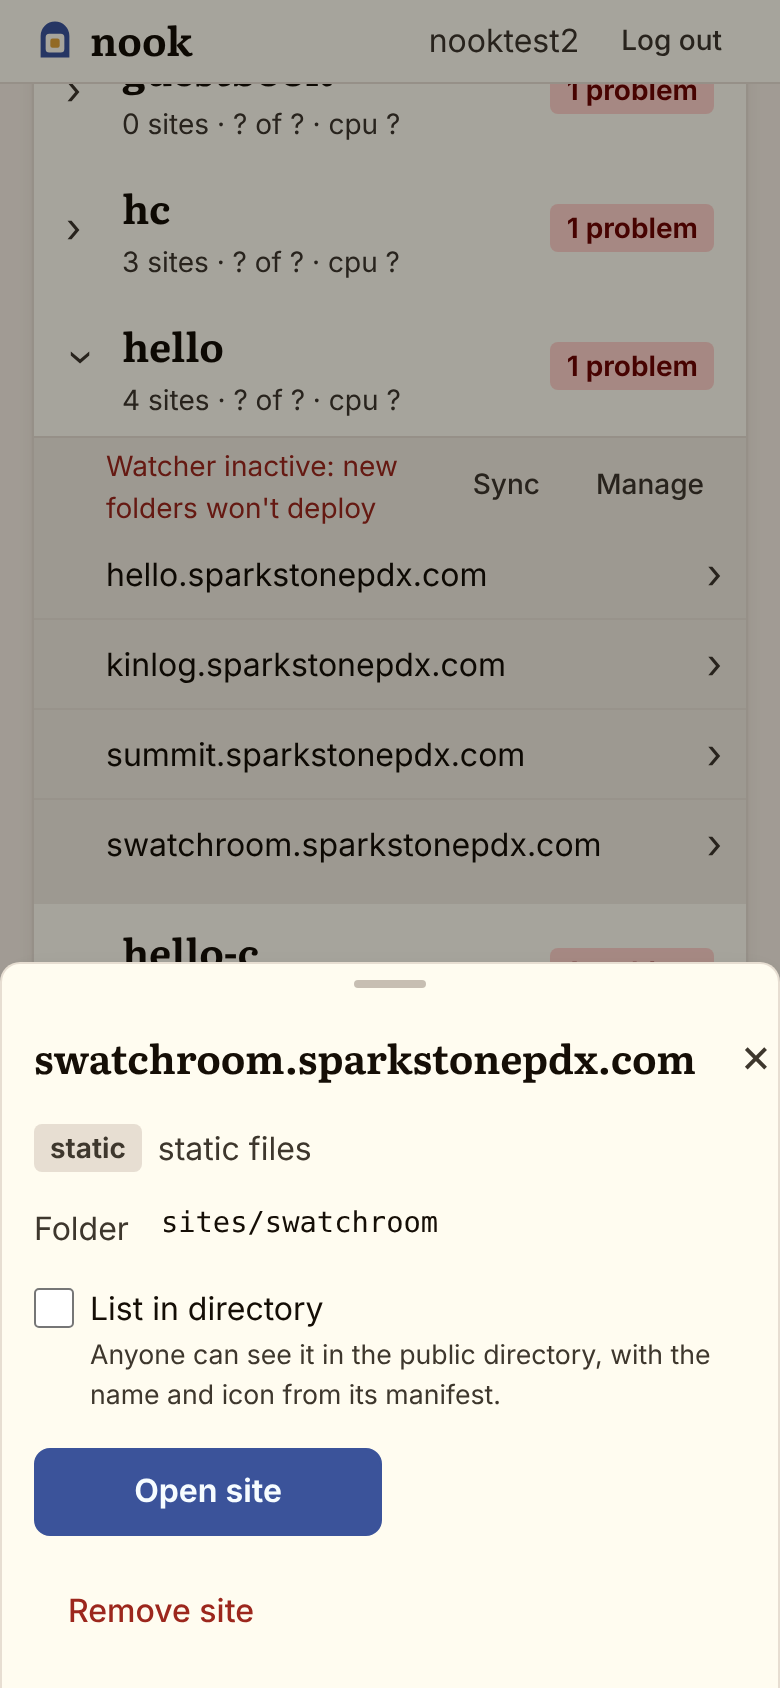 nook
nooktest2
Log out
guestbook
1 problem
0 sites · ? of ? · cpu ?
hc
1 problem
3 sites · ? of ? · cpu ?
hello
1 problem
4 sites · ? of ? · cpu ?
Watcher inactive: new
folders won't deploy
Sync
Manage
hello.sparkstonepdx.com
kinlog.sparkstonepdx.com
summit.sparkstonepdx.com
swatchroom.sparkstonepdx.com
hello-c
swatchroom.sparkstonepdx.com
static
static files
Folder
sites/swatchroom
List in directory
Anyone can see it in the public directory, with the
name and icon from its manifest.
Open site
Remove site